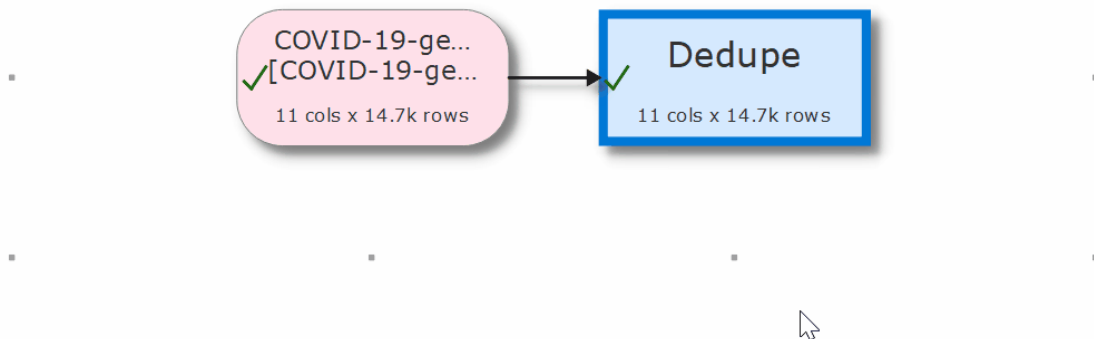 COVID-19-ge...
[COVID-19-ge...
11 cols x 14.7k rows
Dedupe
11 cols x 14.7k rows